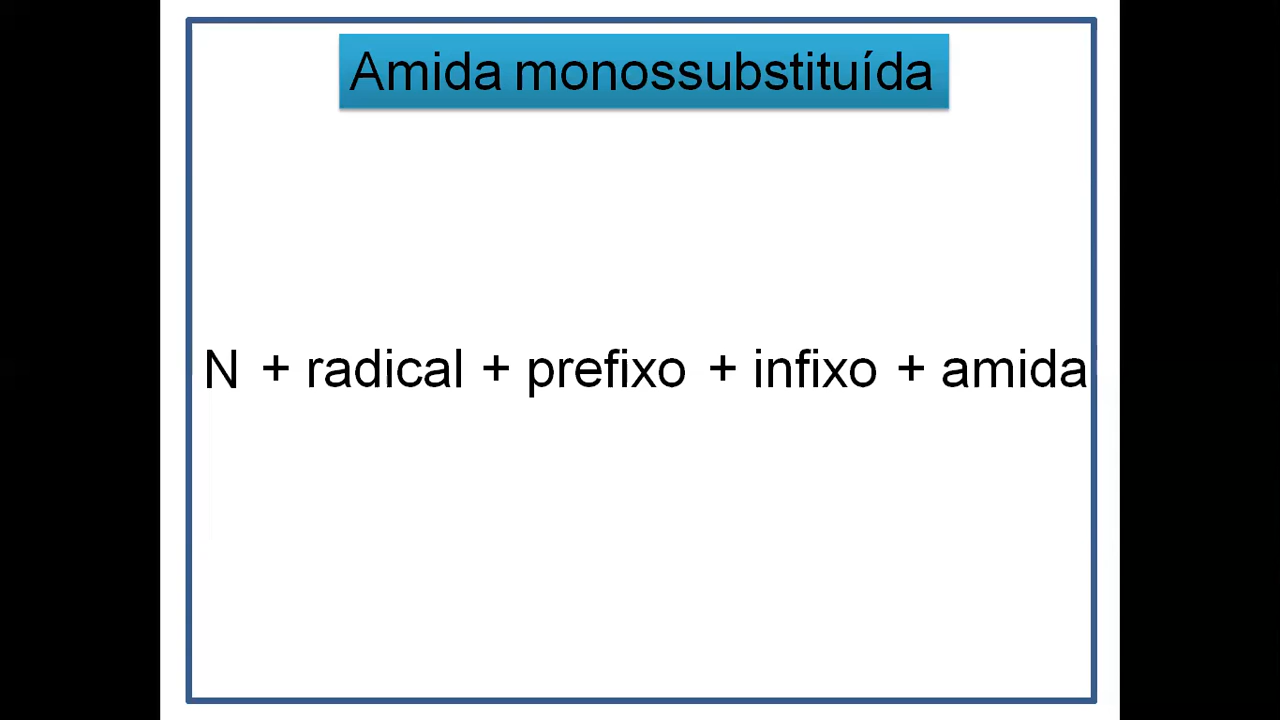 Amida monossubstituída
N + radical + prefixo + infixo + amida